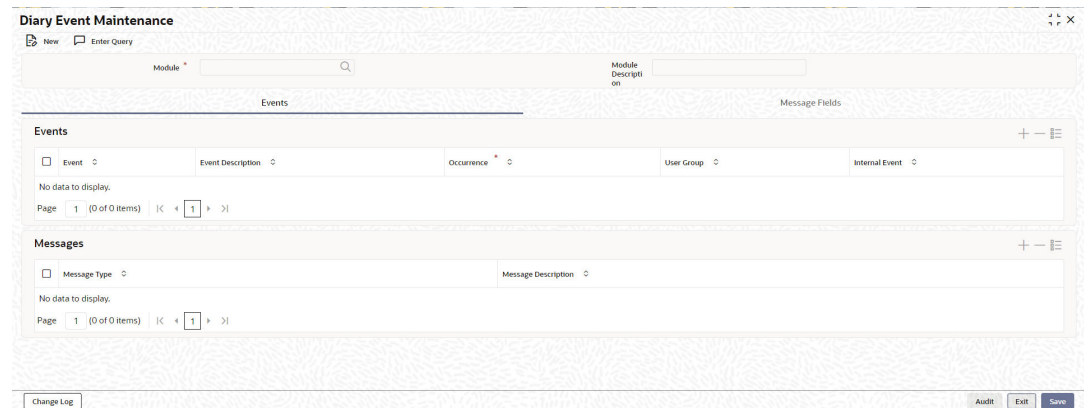 Diary Event Maintenance
New Enter Query
Module * Module Descripti on
Events Message Fields
Events
Event Event Description Occurrence * User Group Internal Event
No data to display.
Page 1 (0 of 0 items) 1
Messages
Message Type Message Description
No data to display.
Page 1 (0 of 0 items) 1
Change Log Audit Exit Save